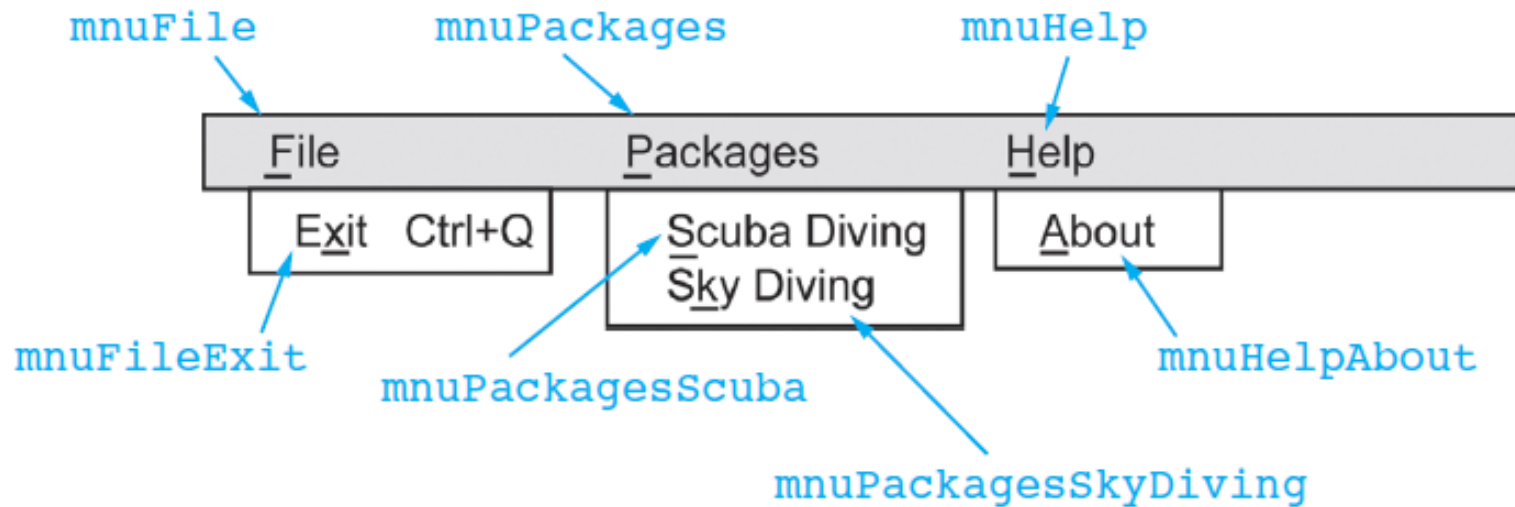 mnuFile mnuPackages mnuHelp
File Packages Help
Exit Ctrl+Q Scuba Diving About
Sky Diving
mnuFileExit mnuPackagesScuba mnuHelpAbout
mnuPackagesSkyDiving